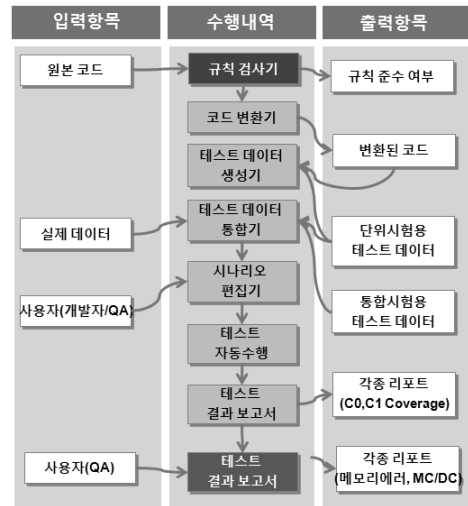 입력항목
수행내역
출력항목
원본 코드
규칙 검사기
규칙 준수 여부
코드 변환기
변환된 코드
테스트 데이터
생성기
실제 데이터
테스트 데이터
통합기
단위시험용
테스트 데이터
시나리오
편집기
사용자(개발자/QA)
통합시험용
테스트 데이터
테스트
자동수행
테스트
결과 보고서
각종 리포트
(C0,C1 Coverage)
사용자(QA)
테스트
결과 보고서
각종 리포트
(메모리에러, MC/DC)